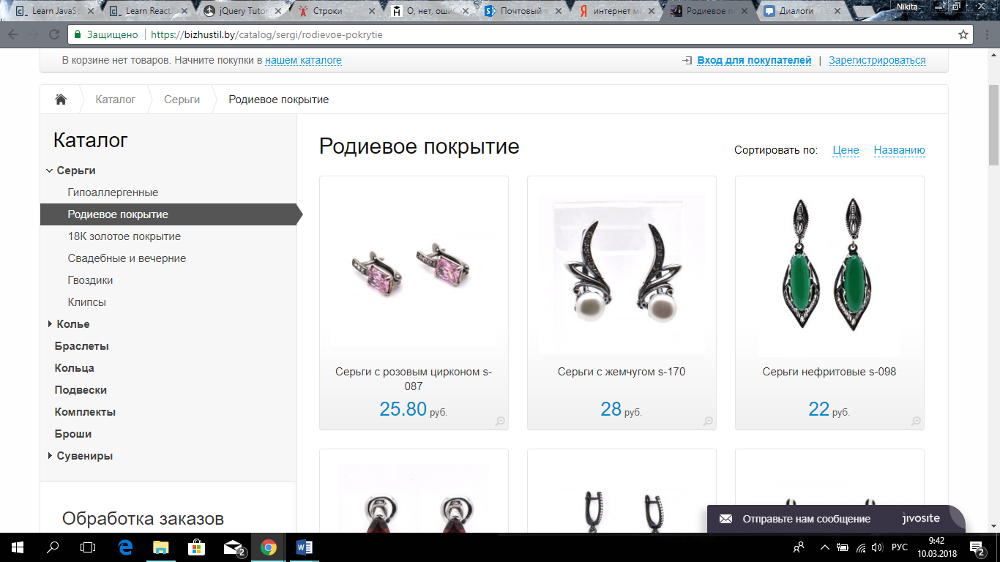 Learn JavaSc
Learn React.
jQuery Tutor
Строки
О, нет, оши
Почтовый я
интернет м
Родиевое п
Диалоги
Nikita
Защищено
https://bizhustil.by/catalog/sergi/rodievoe-pokrytie
В корзине нет товаров. Начните покупки в нашем каталоге
Вход для покупателей | Зарегистрироваться
Каталог
Серьги
Родиевое покрытие
Каталог
Серьги
Гипоаллергенные
Родиевое покрытие
18К золотое покрытие
Свадебные и вечерние
Гвоздики
Клипсы
Колье
Браслеты
Кольца
Подвески
Комплекты
Броши
Сувениры
Обработка заказов
Родиевое покрытие
Сортировать по: Цене Названию
Серьги с розовым цирконом s-
087
25.80 руб.
Серьги с жемчугом s-170
28 руб.
Серьги нефритовые s-098
22 руб.
Отправьте нам сообщение
jivosite
2
РУС
9:42
10.03.2018
2